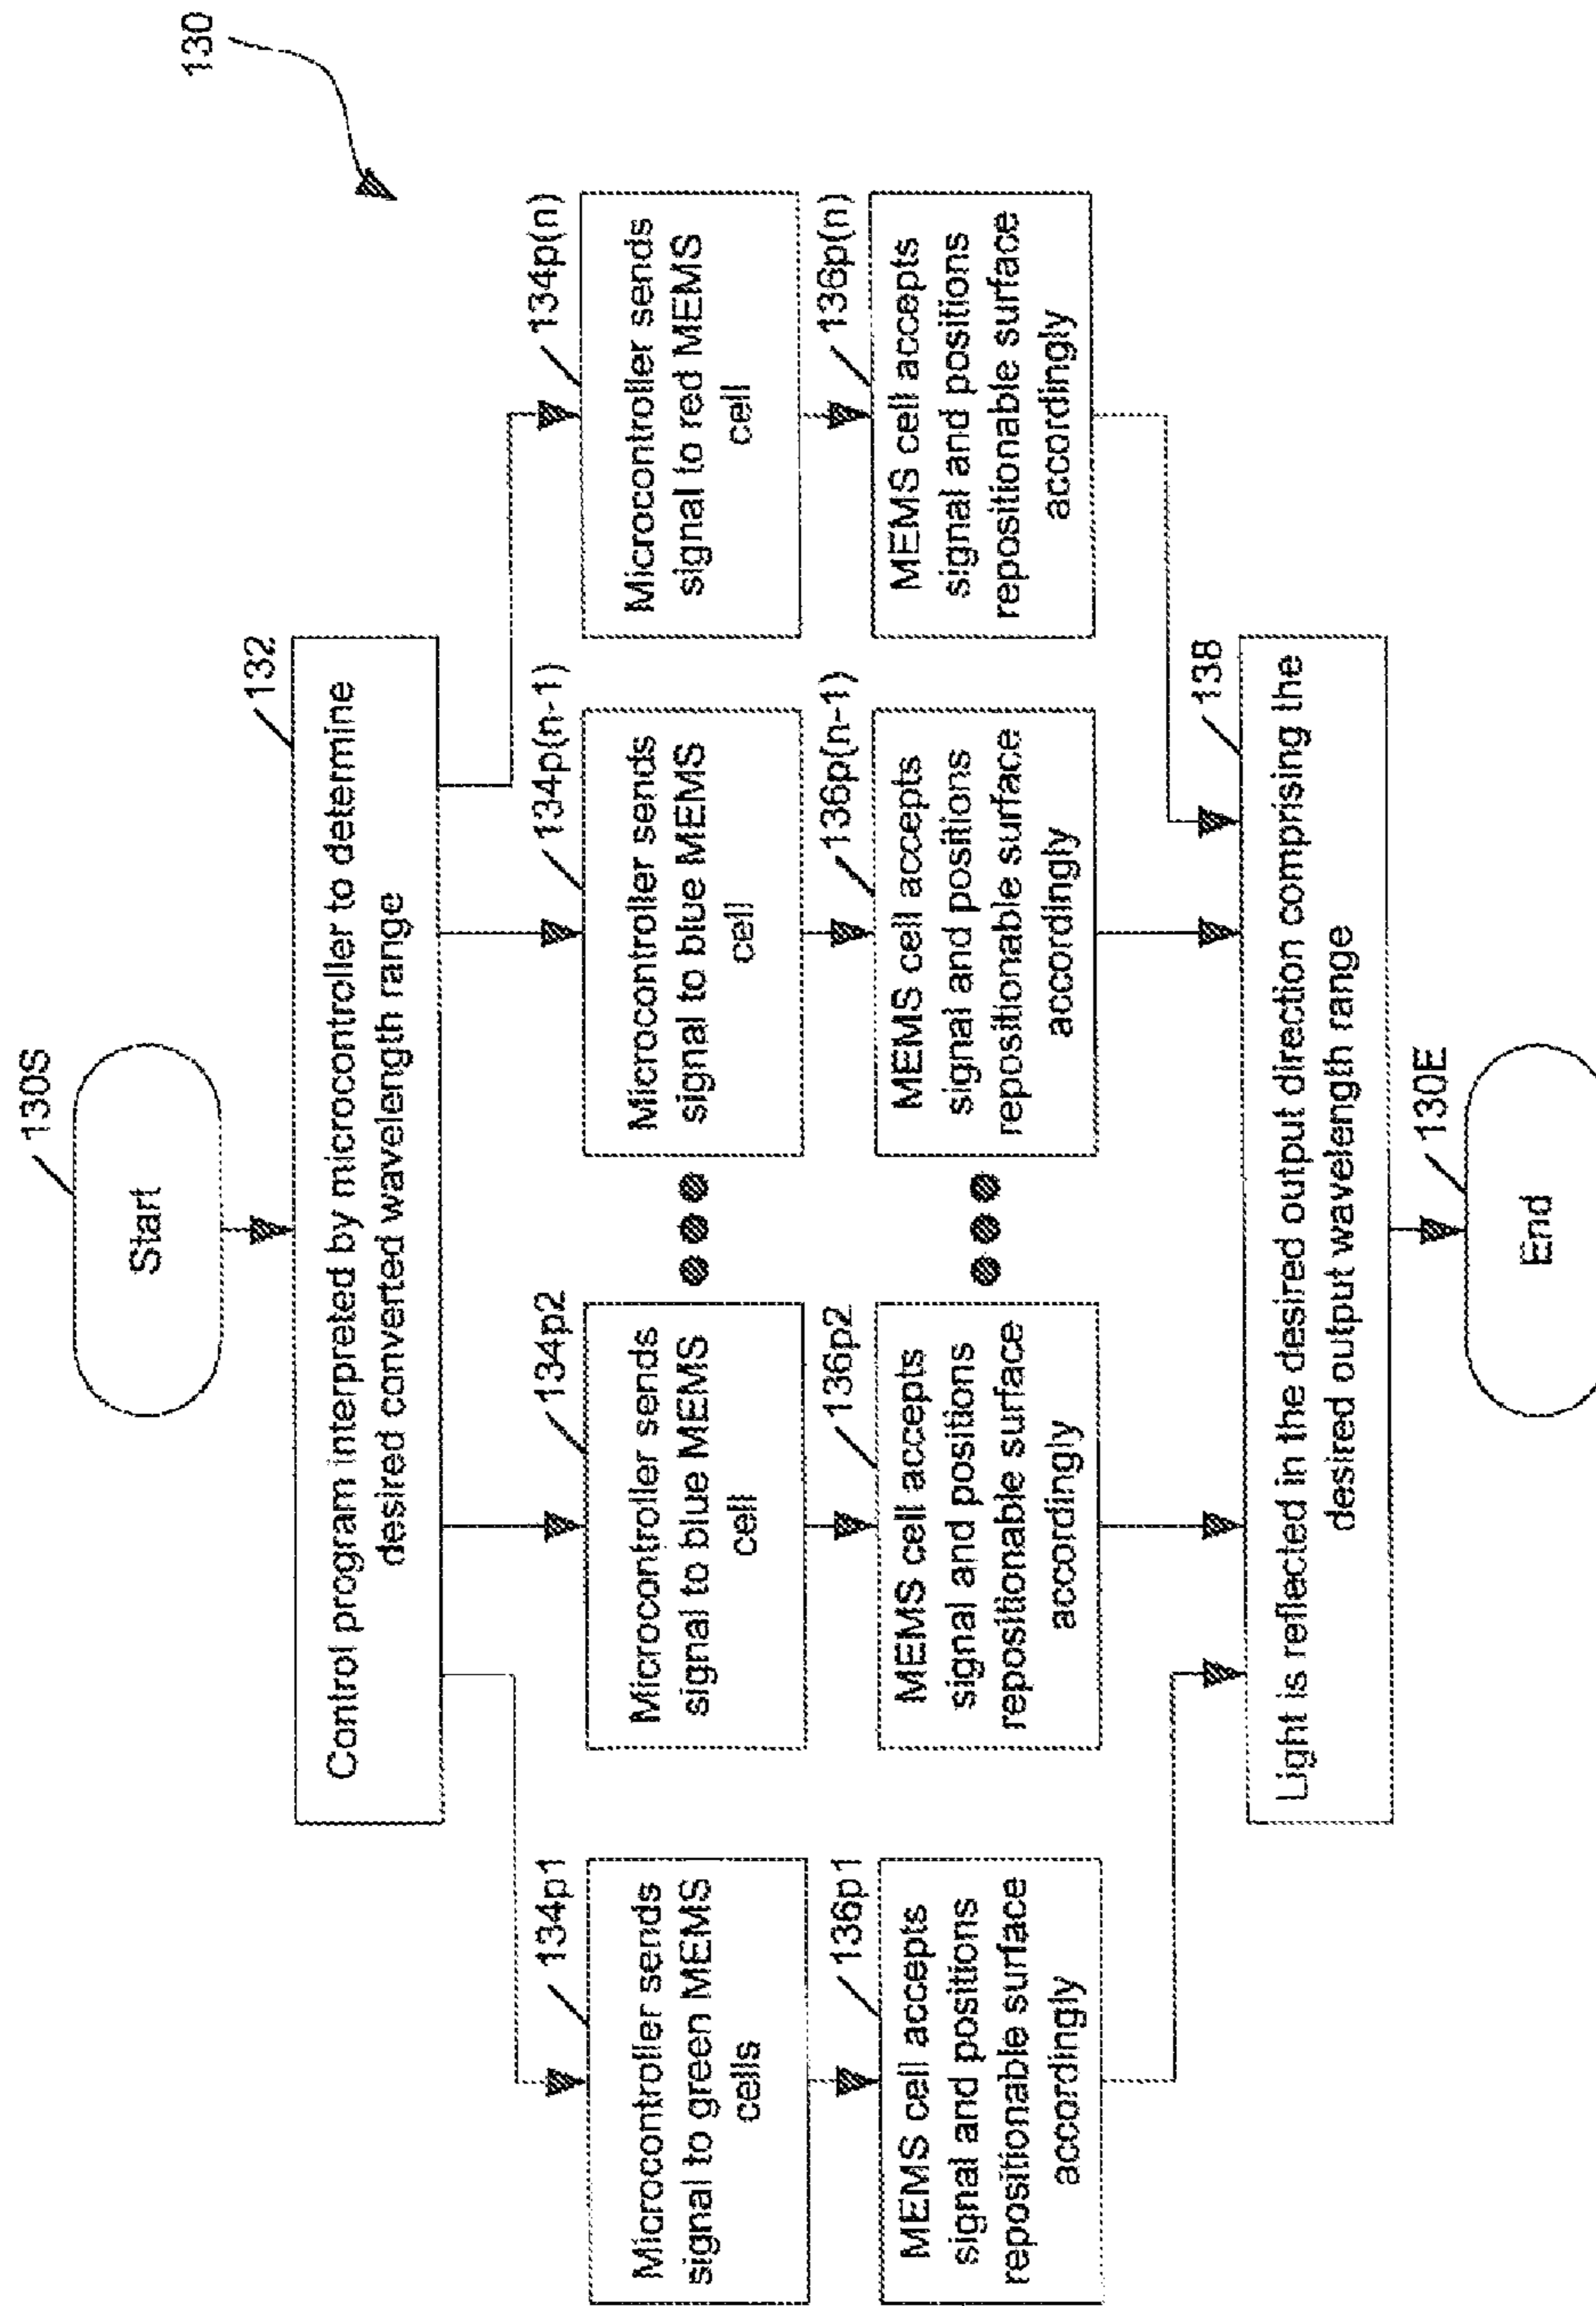 130
130S
Start
132
Control program interpreted by microcontroller to determine
desired converted wavelength range
134p1
Microcontroller sends
signal to green MEMS
cells
134p2
Microcontroller sends
signal to blue MEMS
cell
134p(n-1)
Microcontroller sends
signal to blue MEMS
cell
134p(n)
Microcontroller sends
signal to red MEMS
cell
136p1
MEMS cell accepts
signal and positions
repositionable surface
accordingly
136p2
MEMS cell accepts
signal and positions
repositionable surface
accordingly
136p(n-1)
MEMS cell accepts
signal and positions
repositionable surface
accordingly
136p(n)
MEMS cell accepts
signal and positions
repositionable surface
accordingly
138
Light is reflected in the desired output direction comprising the
desired output wavelength range
130E
End